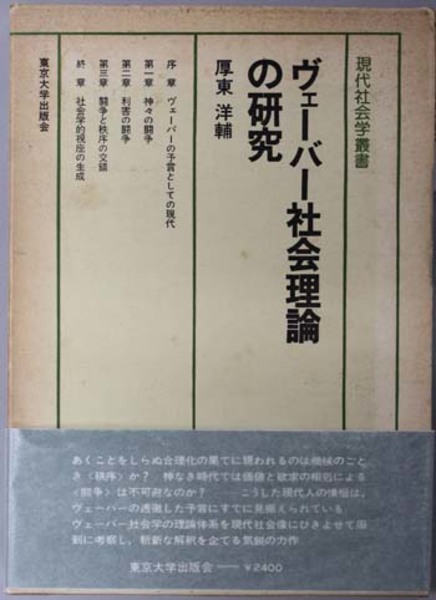 現代社会学叢書
ヴェーバー社会理論
の研究
厚東洋輔
序章 ヴェーバーの予言としての現代
第一章 神々の闘争
第二章 利害の闘争
第三章 闘争と秩序の交錯
終章 社会学的視座の生成
東京大学出版会
あくことをしらぬ合理化の果てに現われるのは機械のごと
き〈秩序〉か? 神なき時代では価値と欲求の相剋による
〈闘争〉は不可避なのか? ──こうした現代人の懐疑は,
ヴェーバーの透徹した予言にすでに見据えられている
ヴェーバー社会学の理論体系を現代社会像にひきよせて周
到に考察し,斬新な解釈を企てる気鋭の力作
東京大学出版会──¥2400